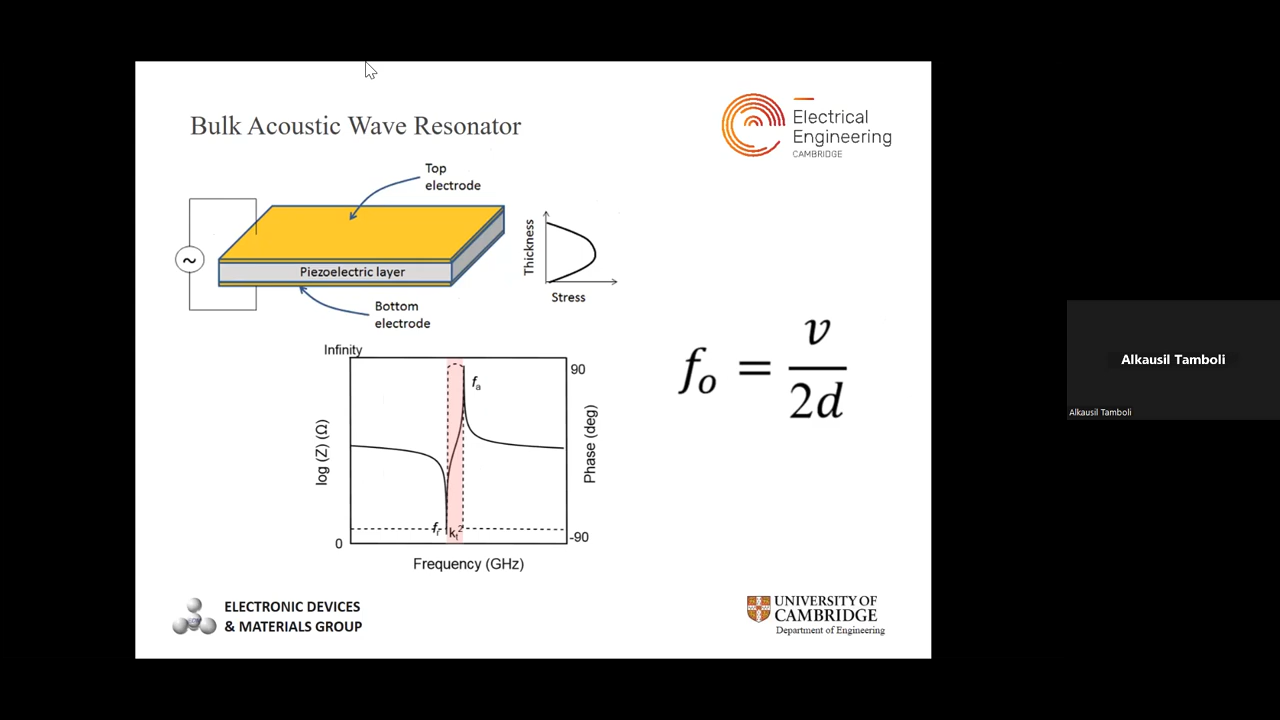 Bulk Acoustic Wave Resonator
Electrical
Engineering
CAMBRIDGE
Top
electrode
~
Piezoelectric layer
Bottom
electrode
Thickness
Stress
f₀ = v / 2d
Infinity
90
fₐ
log (Z) (Ω)
Phase (deg)
fᵣ
kₜ²
0
-90
Frequency (GHz)
ELECTRONIC DEVICES
& MATERIALS GROUP
UNIVERSITY OF
CAMBRIDGE
Department of Engineering
Alkausil Tamboli
Alkausil Tamboli